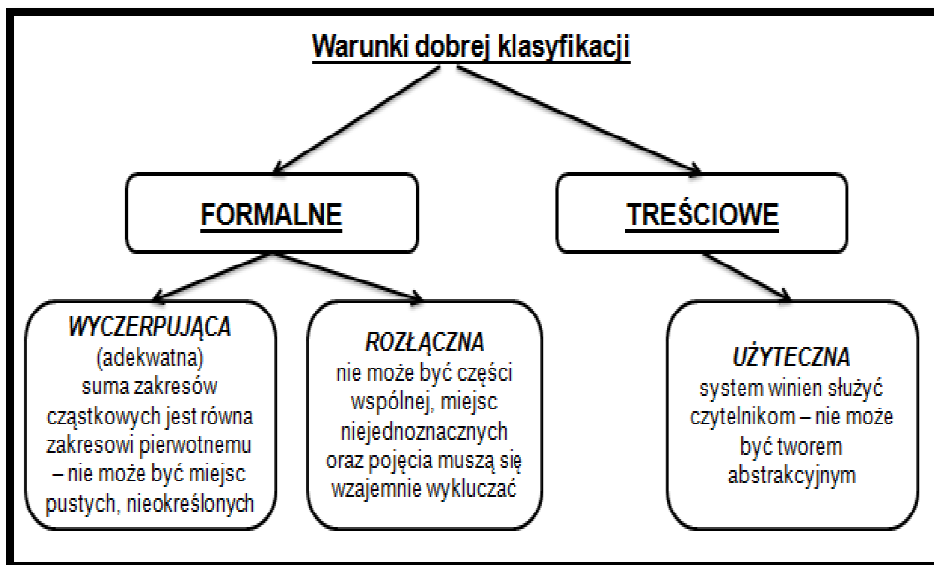 Warunki dobrej klasyfikacji
FORMALNE
TREŚCIOWE
WYCZERPUJĄCA
(adekwatna)
suma zakresów
cząstkowych jest równa
zakresowi pierwotnemu
– nie może być miejsc
pustych, nieokreślonych
ROZŁĄCZNA
nie może być części
wspólnej, miejsc
niejednoznacznych
oraz pojęcia muszą się
wzajemnie wykluczać
UŻYTECZNA
system winien służyć
czytelnikom – nie może
być tworem
abstrakcyjnym